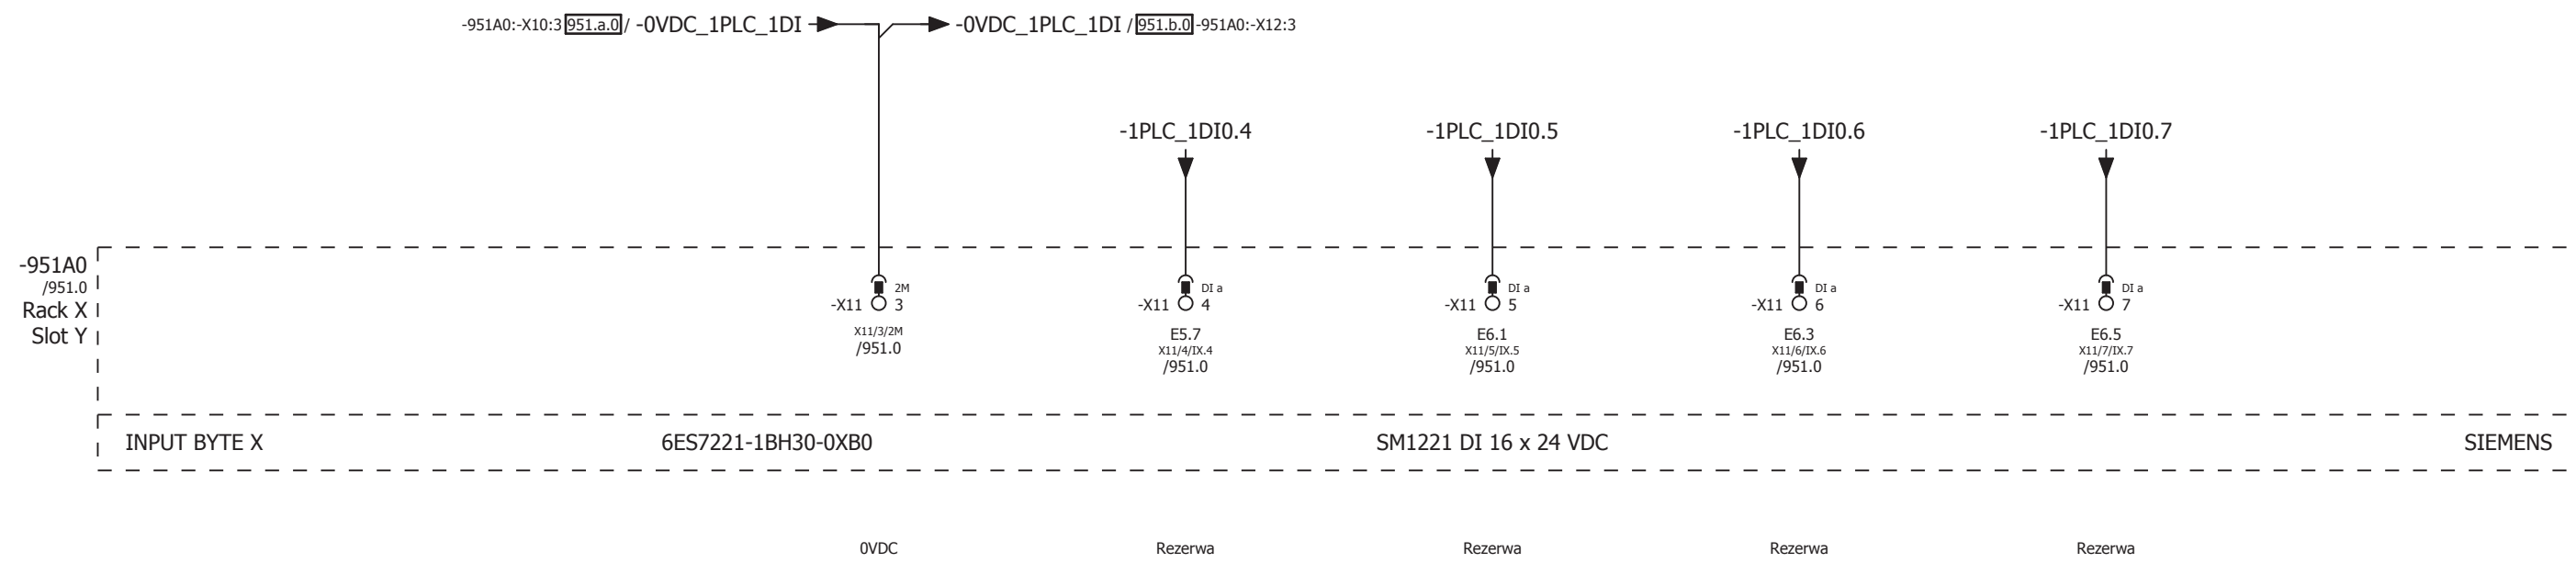 -951A0:-X10:3 951.a.0 / -0VDC_1PLC_1DI -0VDC_1PLC_1DI / 951.b.0 -951A0:-X12:3
-1PLC_1DI0.4 -1PLC_1DI0.5 -1PLC_1DI0.6 -1PLC_1DI0.7
-951A0
/951.0
Rack X
Slot Y
2M DI a DI a DI a DI a
-X11 3 -X11 4 -X11 5 -X11 6 -X11 7
X11/3/2M
/951.0
E5.7 E6.1 E6.3 E6.5
X11/4/IX.4 X11/5/IX.5 X11/6/IX.6 X11/7/IX.7
/951.0 /951.0 /951.0 /951.0
INPUT BYTE X 6ES7221-1BH30-0XB0 SM1221 DI 16 x 24 VDC SIEMENS
0VDC Rezerwa Rezerwa Rezerwa Rezerwa